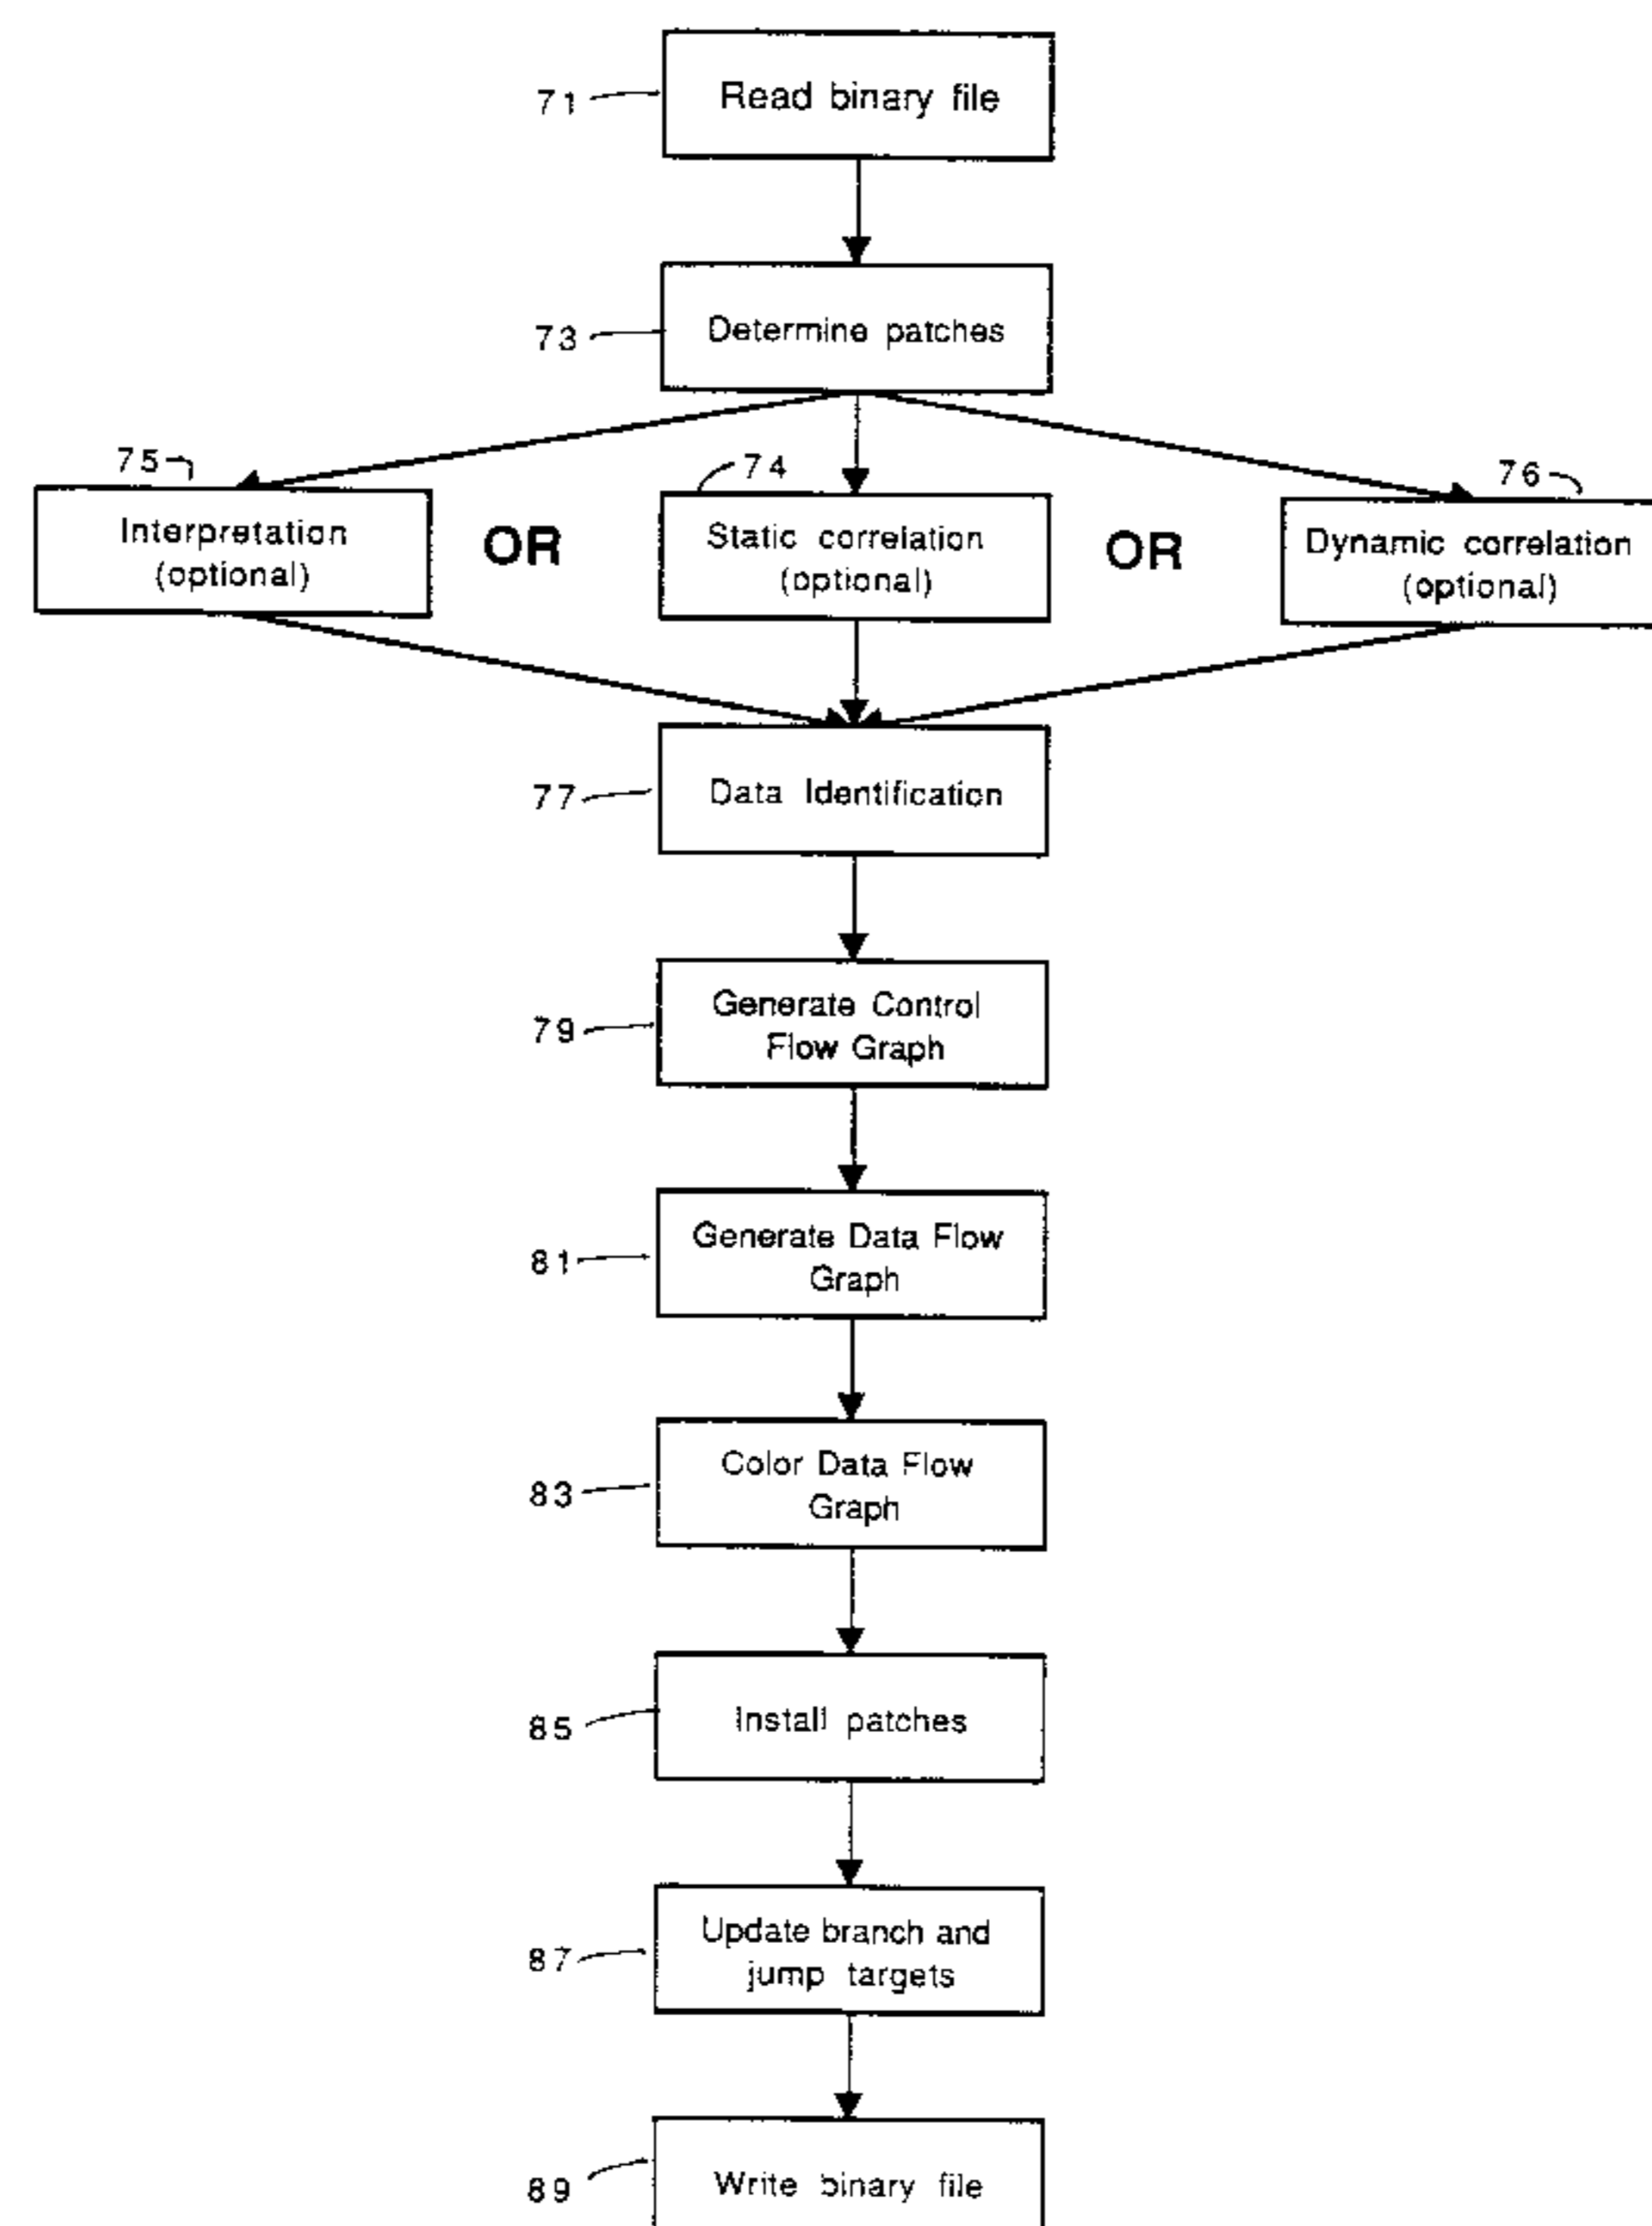 71
Read binary file
73
Determine patches
75
74
76
Interpretation
(optional)
OR
Static correlation
(optional)
OR
Dynamic correlation
(optional)
77
Data Identification
79
Generate Control
Flow Graph
81
Generate Data Flow
Graph
83
Color Data Flow
Graph
85
Install patches
87
Update branch and
jump targets
89
Write binary file